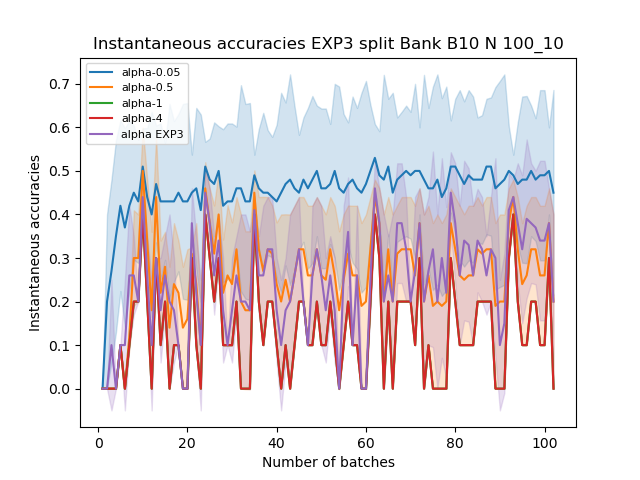 Instantaneous accuracies EXP3 split Bank B10 N 100_10
alpha-0.05
alpha-0.5
alpha-1
alpha-4
alpha EXP3
Instantaneous accuracies
0.7
0.6
0.5
0.4
0.3
0.2
0.1
0.0
0 20 40 60 80 100
Number of batches